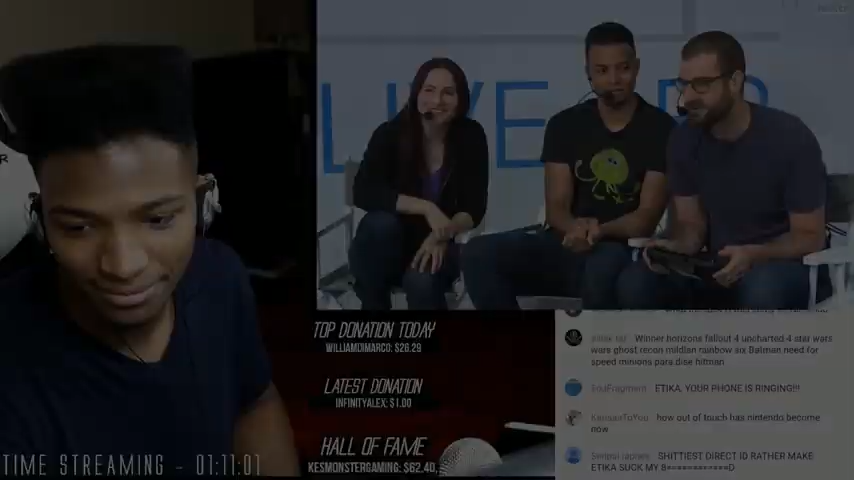 R
LIVE
TOP DONATION TODAY
WILLIAMDIMARCO: $26.29
LATEST DONATION
INFINITYALEX: $1.00
HALL OF FAME
KESMONSTERGAMING: $62.40,
TIME STREAMING - 01:11:01
Winner horizons fallout 4 uncharted 4 star wars
wars ghost recon mildian rainbow six Batman need for
speed minions para dise hitman
SoulFragment ETIKA, YOUR PHONE IS RINGING!!!
how out of touch has nintendo become
now
SHITTIEST DIRECT ID RATHER MAKE
ETIKA SUCK MY 8============D